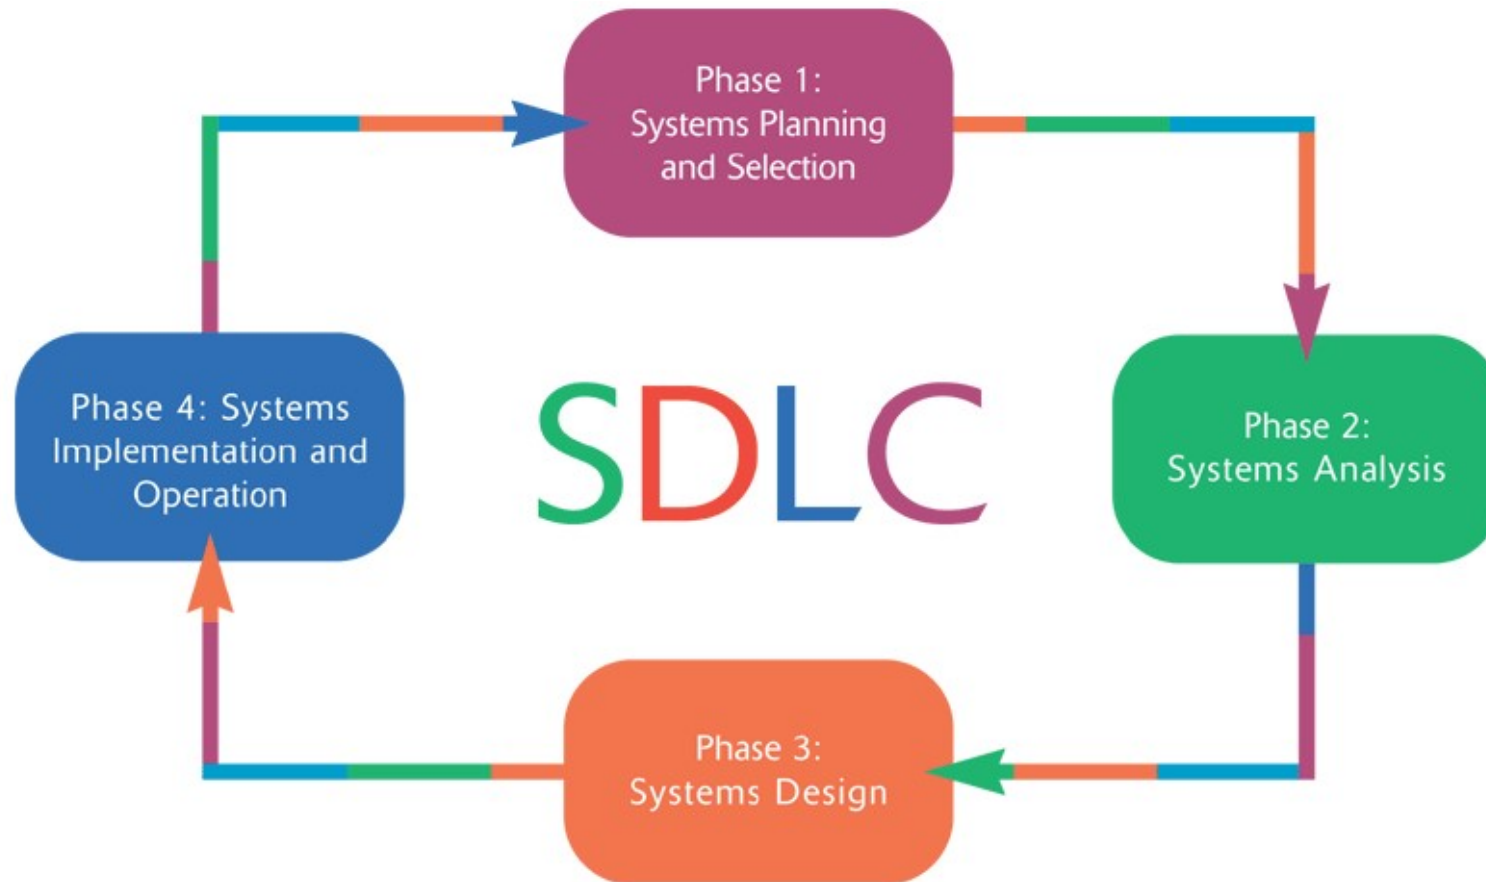 Phase 1:
Systems Planning
and Selection
Phase 4: Systems
Implementation and
Operation
SDLC
Phase 2:
Systems Analysis
Phase 3:
Systems Design